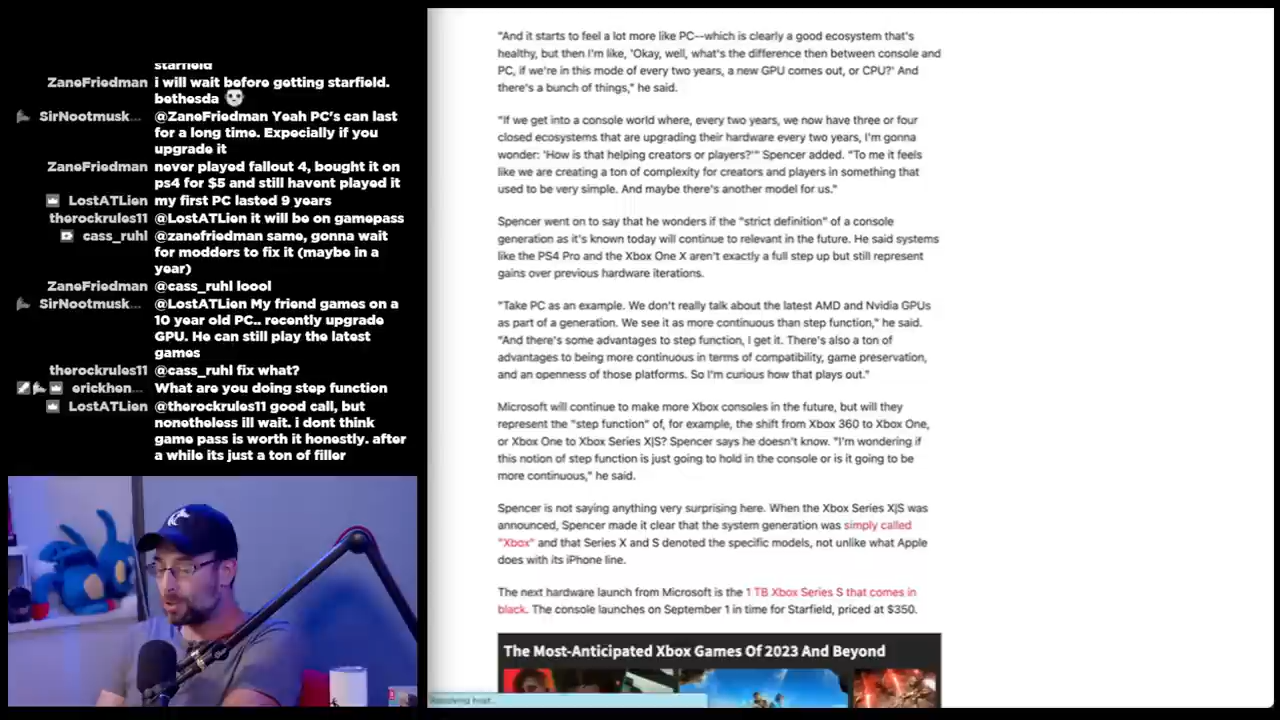 starfield
ZaneFriedman i will wait before getting starfield.
bethesda
SirNootmusk... @ZaneFriedman Yeah PC's can last
for a long time. Expecially if you
upgrade it
ZaneFriedman never played fallout 4, bought it on
ps4 for $5 and still havent played it
LostATLien my first PC lasted 9 years
therockrules11 @LostATLien it will be on gamepass
cass_ruhl @zanefriedman same, gonna wait
for modders to fix it (maybe in a
year)
ZaneFriedman @cass_ruhl loool
SirNootmusk... @LostATLien My friend games on a
10 year old PC.. recently upgrade
GPU. He can still play the latest
games
therockrules11 @cass_ruhl fix what?
erickhen... What are you doing step function
LostATLien @therockrules11 good call, but
nonetheless ill wait. i dont think
game pass is worth it honestly. after
a while its just a ton of filler
"And it starts to feel a lot more like PC--which is clearly a good ecosystem that's
healthy, but then I'm like, 'Okay, well, what's the difference then between console and
PC, if we're in this mode of every two years, a new GPU comes out, or CPU?' And
there's a bunch of things," he said.
"If we get into a console world where, every two years, we now have three or four
closed ecosystems that are upgrading their hardware every two years, I'm gonna
wonder: 'How is that helping creators or players?'" Spencer added. "To me it feels
like we are creating a ton of complexity for creators and players in something that
used to be very simple. And maybe there's another model for us."
Spencer went on to say that he wonders if the "strict definition" of a console
generation as it's known today will continue to relevant in the future. He said systems
like the PS4 Pro and the Xbox One X aren't exactly a full step up but still represent
gains over previous hardware iterations.
"Take PC as an example. We don't really talk about the latest AMD and Nvidia GPUs
as part of a generation. We see it as more continuous than step function," he said.
"And there's some advantages to step function, I get it. There's also a ton of
advantages to being more continuous in terms of compatibility, game preservation,
and an openness of those platforms. So I'm curious how that plays out."
Microsoft will continue to make more Xbox consoles in the future, but will they
represent the "step function" of, for example, the shift from Xbox 360 to Xbox One,
or Xbox One to Xbox Series X|S? Spencer says he doesn't know. "I'm wondering if
this notion of step function is just going to hold in the console or is it going to be
more continuous," he said.
Spencer is not saying anything very surprising here. When the Xbox Series X|S was
announced, Spencer made it clear that the system generation was simply called
"Xbox" and that Series X and S denoted the specific models, not unlike what Apple
does with its iPhone line.
The next hardware launch from Microsoft is the 1 TB Xbox Series S that comes in
black. The console launches on September 1 in time for Starfield, priced at $350.
The Most-Anticipated Xbox Games Of 2023 And Beyond
Resolving host...